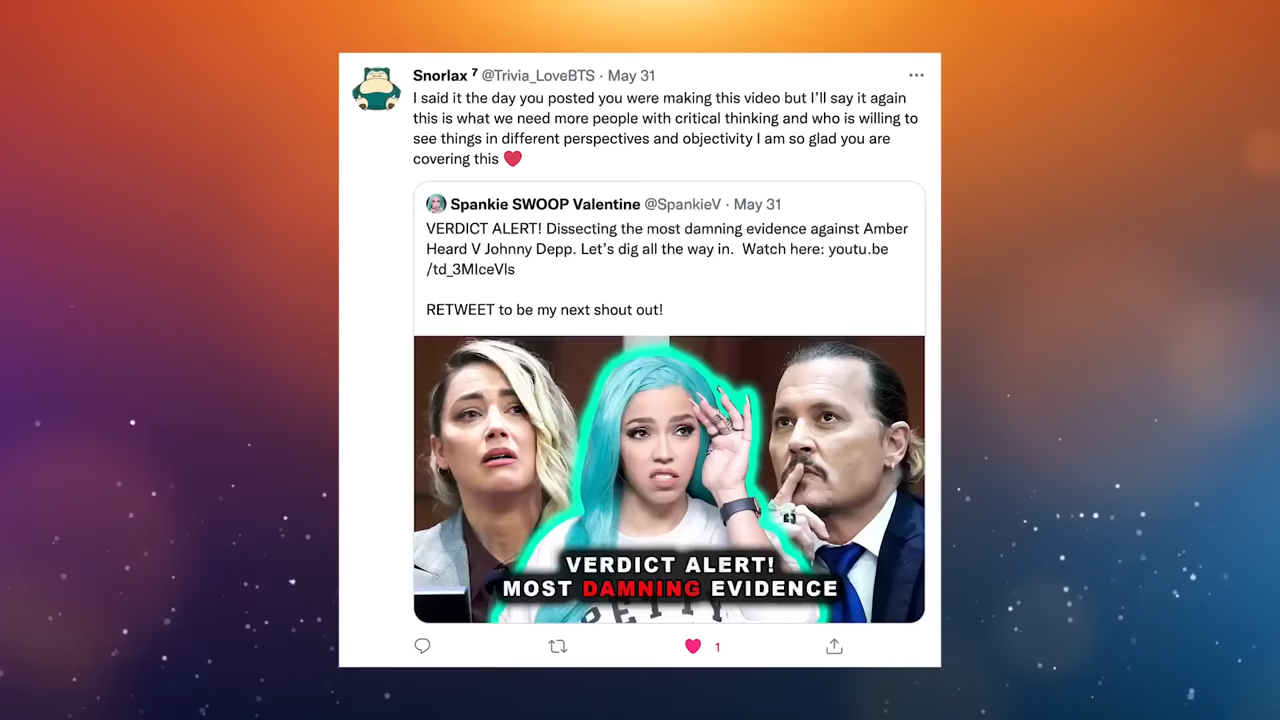 Snorlax ⁷ @Trivia_LoveBTS · May 31
I said it the day you posted you were making this video but I’ll say it again
this is what we need more people with critical thinking and who is willing to
see things in different perspectives and objectivity I am so glad you are
covering this ❤️
Spankie SWOOP Valentine @SpankieV · May 31
VERDICT ALERT! Dissecting the most damning evidence against Amber
Heard V Johnny Depp. Let’s dig all the way in. Watch here: youtu.be
/td_3MIceVIs
RETWEET to be my next shout out!
VERDICT ALERT!
MOST DAMNING EVIDENCE
PETTY
1